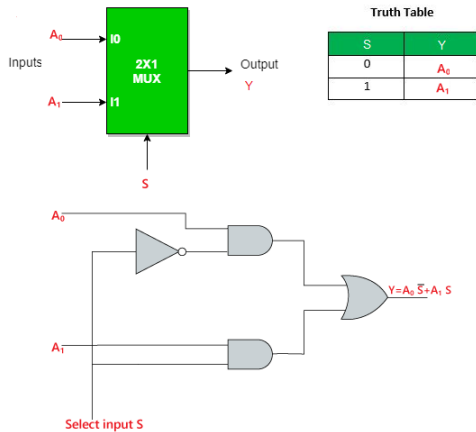 Truth Table
Inputs
A₀
I0
A₁
I1
2X1
MUX
Output
Y
S
S Y
0 A₀
1 A₁
A₀
A₁
Y=A₀ S̅+A₁ S
Select input S